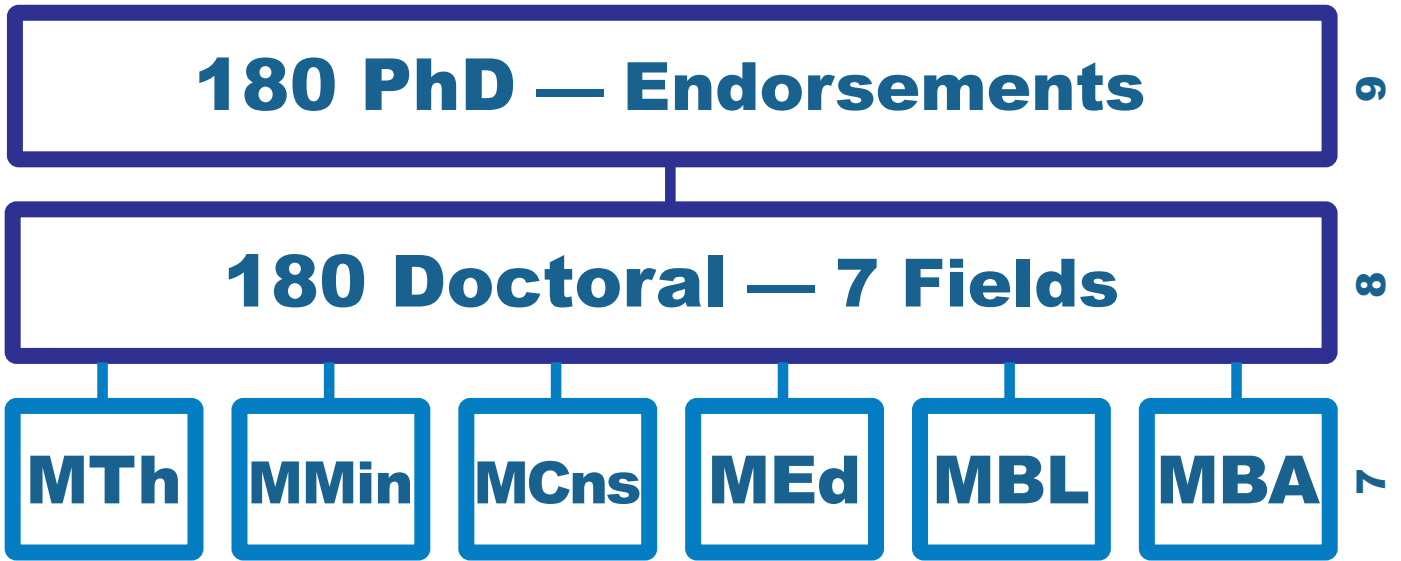 180 PhD — Endorsements
9
180 Doctoral — 7 Fields
8
MTh MMin MCns MEd MBL MBA
7